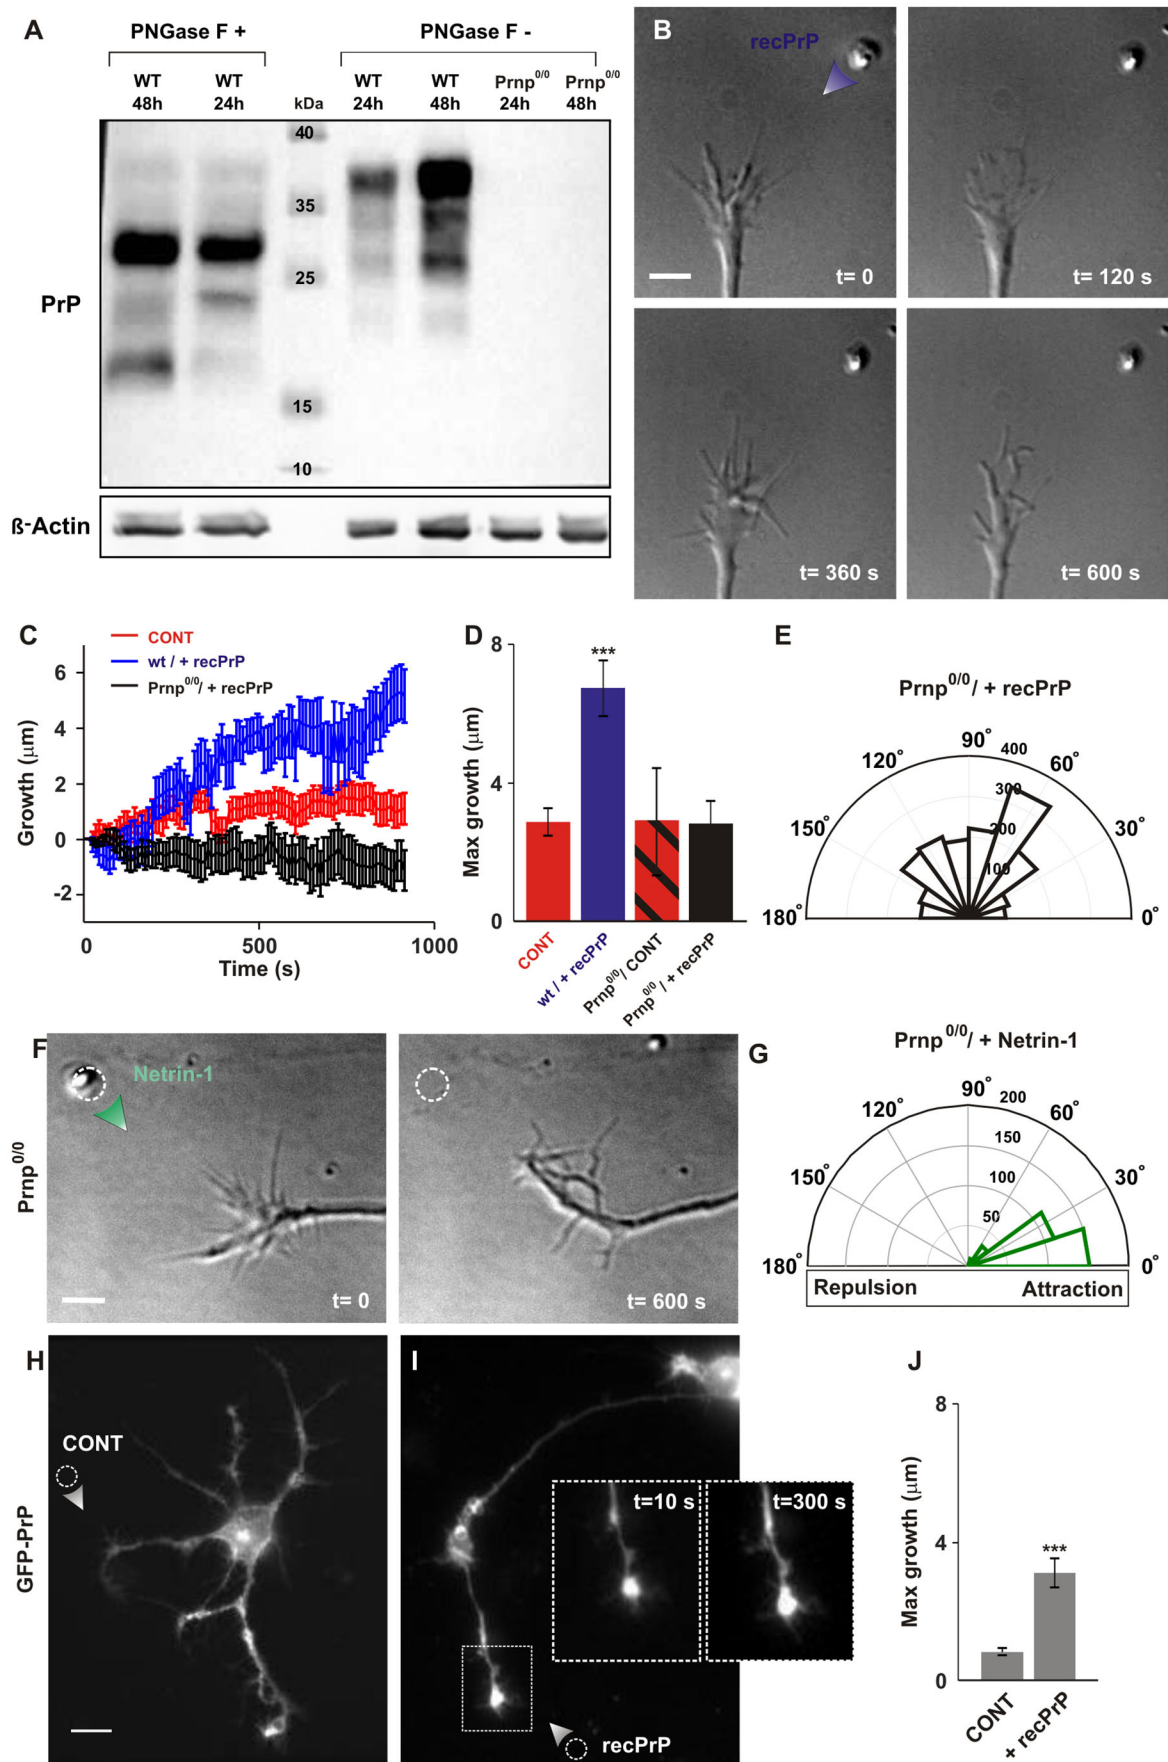 A
PNGase F +
PNGase F -
WT
48h
WT
24h
kDa
WT
24h
WT
48h
Prnp0/0
24h
Prnp0/0
48h
40
35
25
15
10
PrP
ß-Actin
B
recPrP
t= 0
t= 120 s
t= 360 s
t= 600 s
C
CONT
wt / + recPrP
Prnp0/0/ + recPrP
Growth (μm)
6
4
2
0
-2
0
500
1000
Time (s)
D
Max growth (μm)
8
4
0
***
CONT
wt / + recPrP
Prnp0/0/ CONT
Prnp0/0/ + recPrP
E
Prnp0/0/ + recPrP
90°
120°
60°
150°
30°
180°
0°
400
300
200
100
F
Prnp0/0
Netrin-1
t= 0
t= 600 s
G
Prnp0/0/ + Netrin-1
90°
120°
60°
150°
30°
180°
0°
200
150
100
50
Repulsion
Attraction
H
GFP-PrP
CONT
I
t=10 s
t=300 s
recPrP
J
Max growth (μm)
8
4
0
***
CONT
+ recPrP